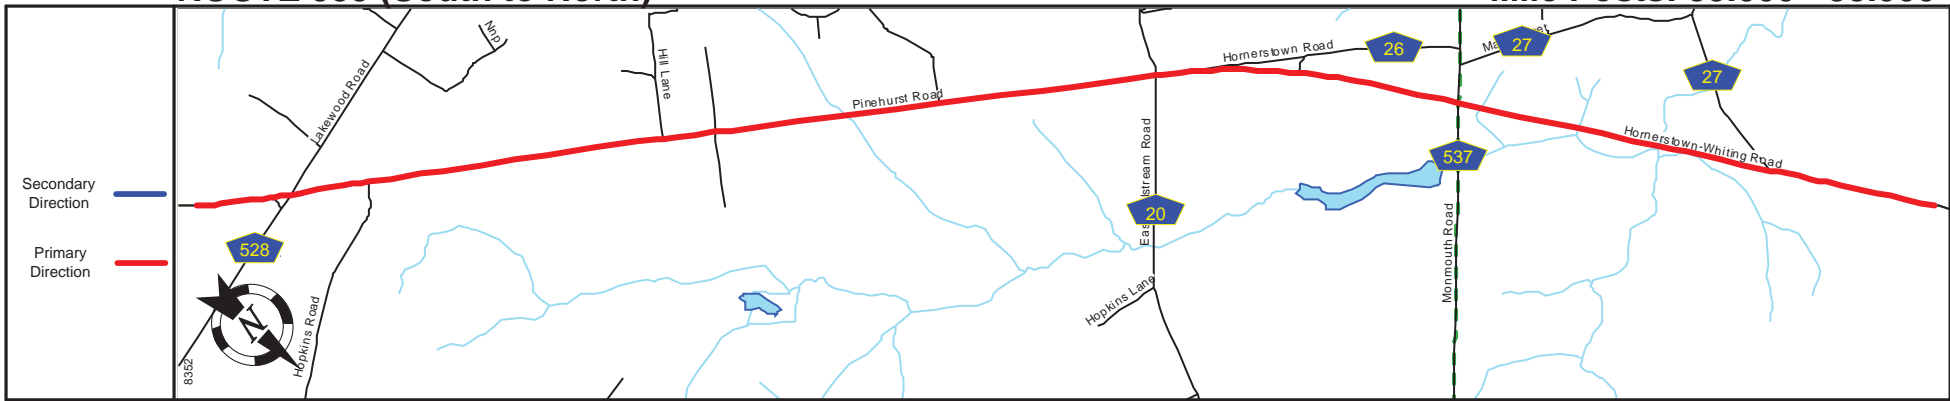 Secondary
Direction
Primary
Direction
Lakewood Road
Hill Lane
Pinehurst Road
Hornerstown Road
26
27
27
Hornerstown-Whiting Road
537
20
528
N
8352
Hopkins Road
Hopkins Lane
Monmouth Road